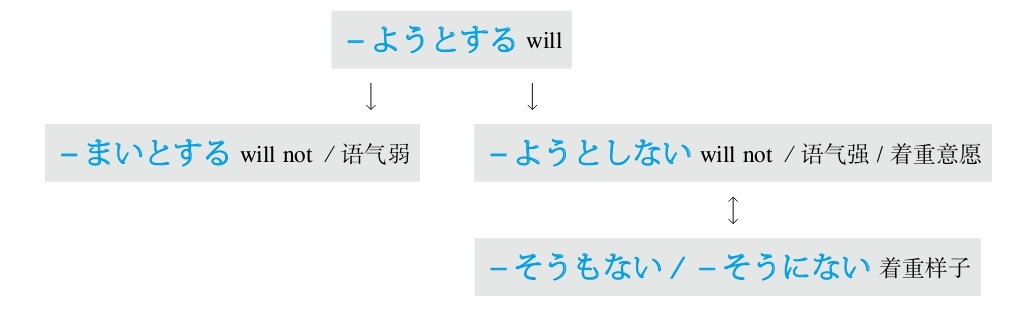 －ようとする will
－まいとする will not ／语气弱
－ようとしない will not ／语气强 / 着重意愿
－そうもない / －そうにない 着重样子